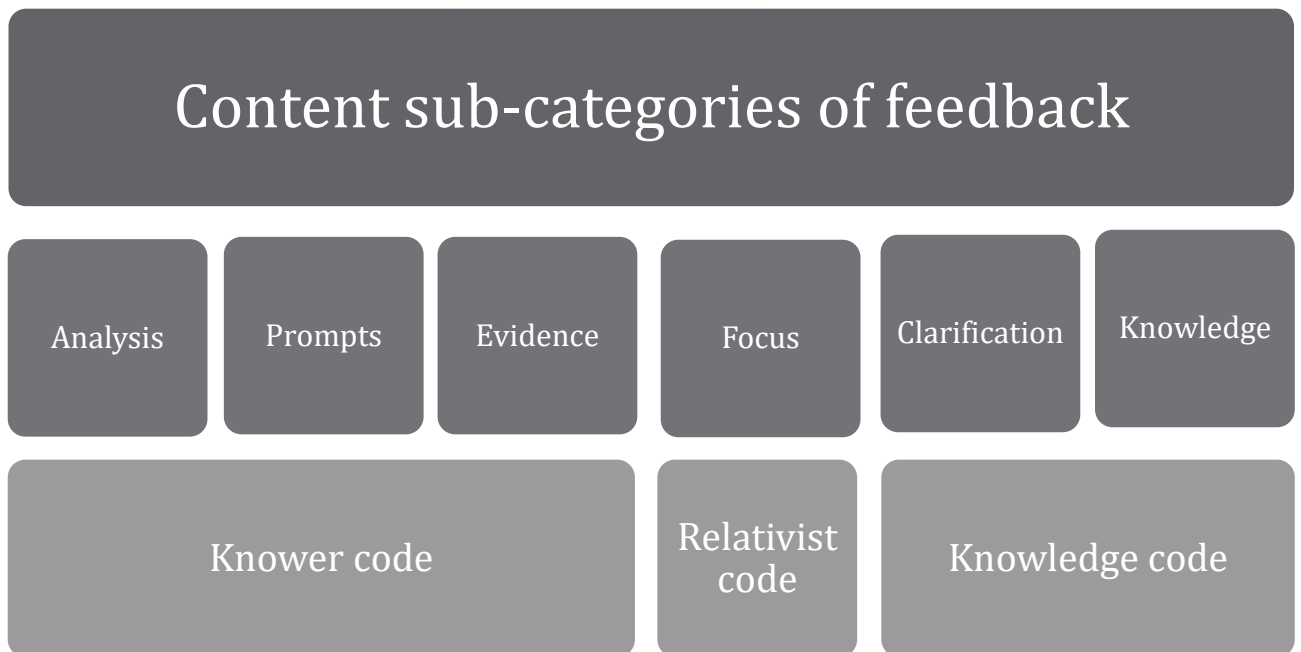 Content sub-categories of feedback
Analysis
Prompts
Evidence
Focus
Clarification
Knowledge
Knower code
Relativist
code
Knowledge code